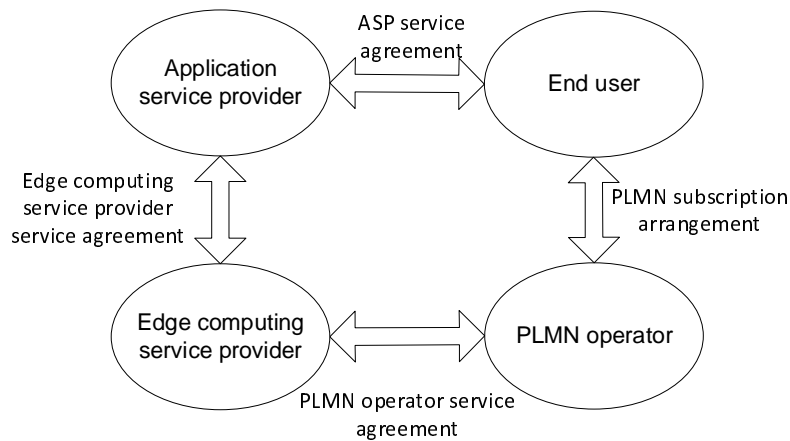 ASP service
agreement
Application
service provider
End user
Edge computing
service provider
service agreement
PLMN subscription
arrangement
Edge computing
service provider
PLMN operator
PLMN operator service
agreement